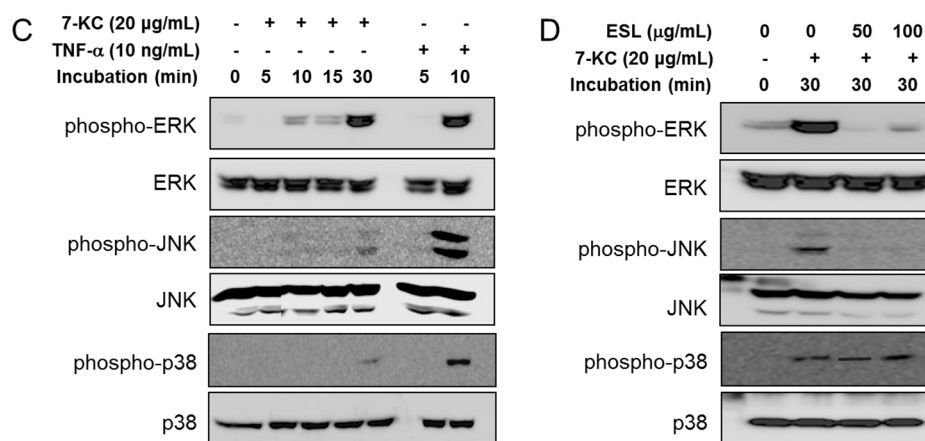 C
7-KC (20 µg/mL) - + + + +
TNF-α (10 ng/mL) - - - - - + +
Incubation (min) 0 5 10 15 30 5 10
phospho-ERK
ERK
phospho-JNK
JNK
phospho-p38
p38
D
ESL (µg/mL) 0 0 50 100
7-KC (20 µg/mL) - + + +
Incubation (min) 0 30 30 30
phospho-ERK
ERK
phospho-JNK
JNK
phospho-p38
p38